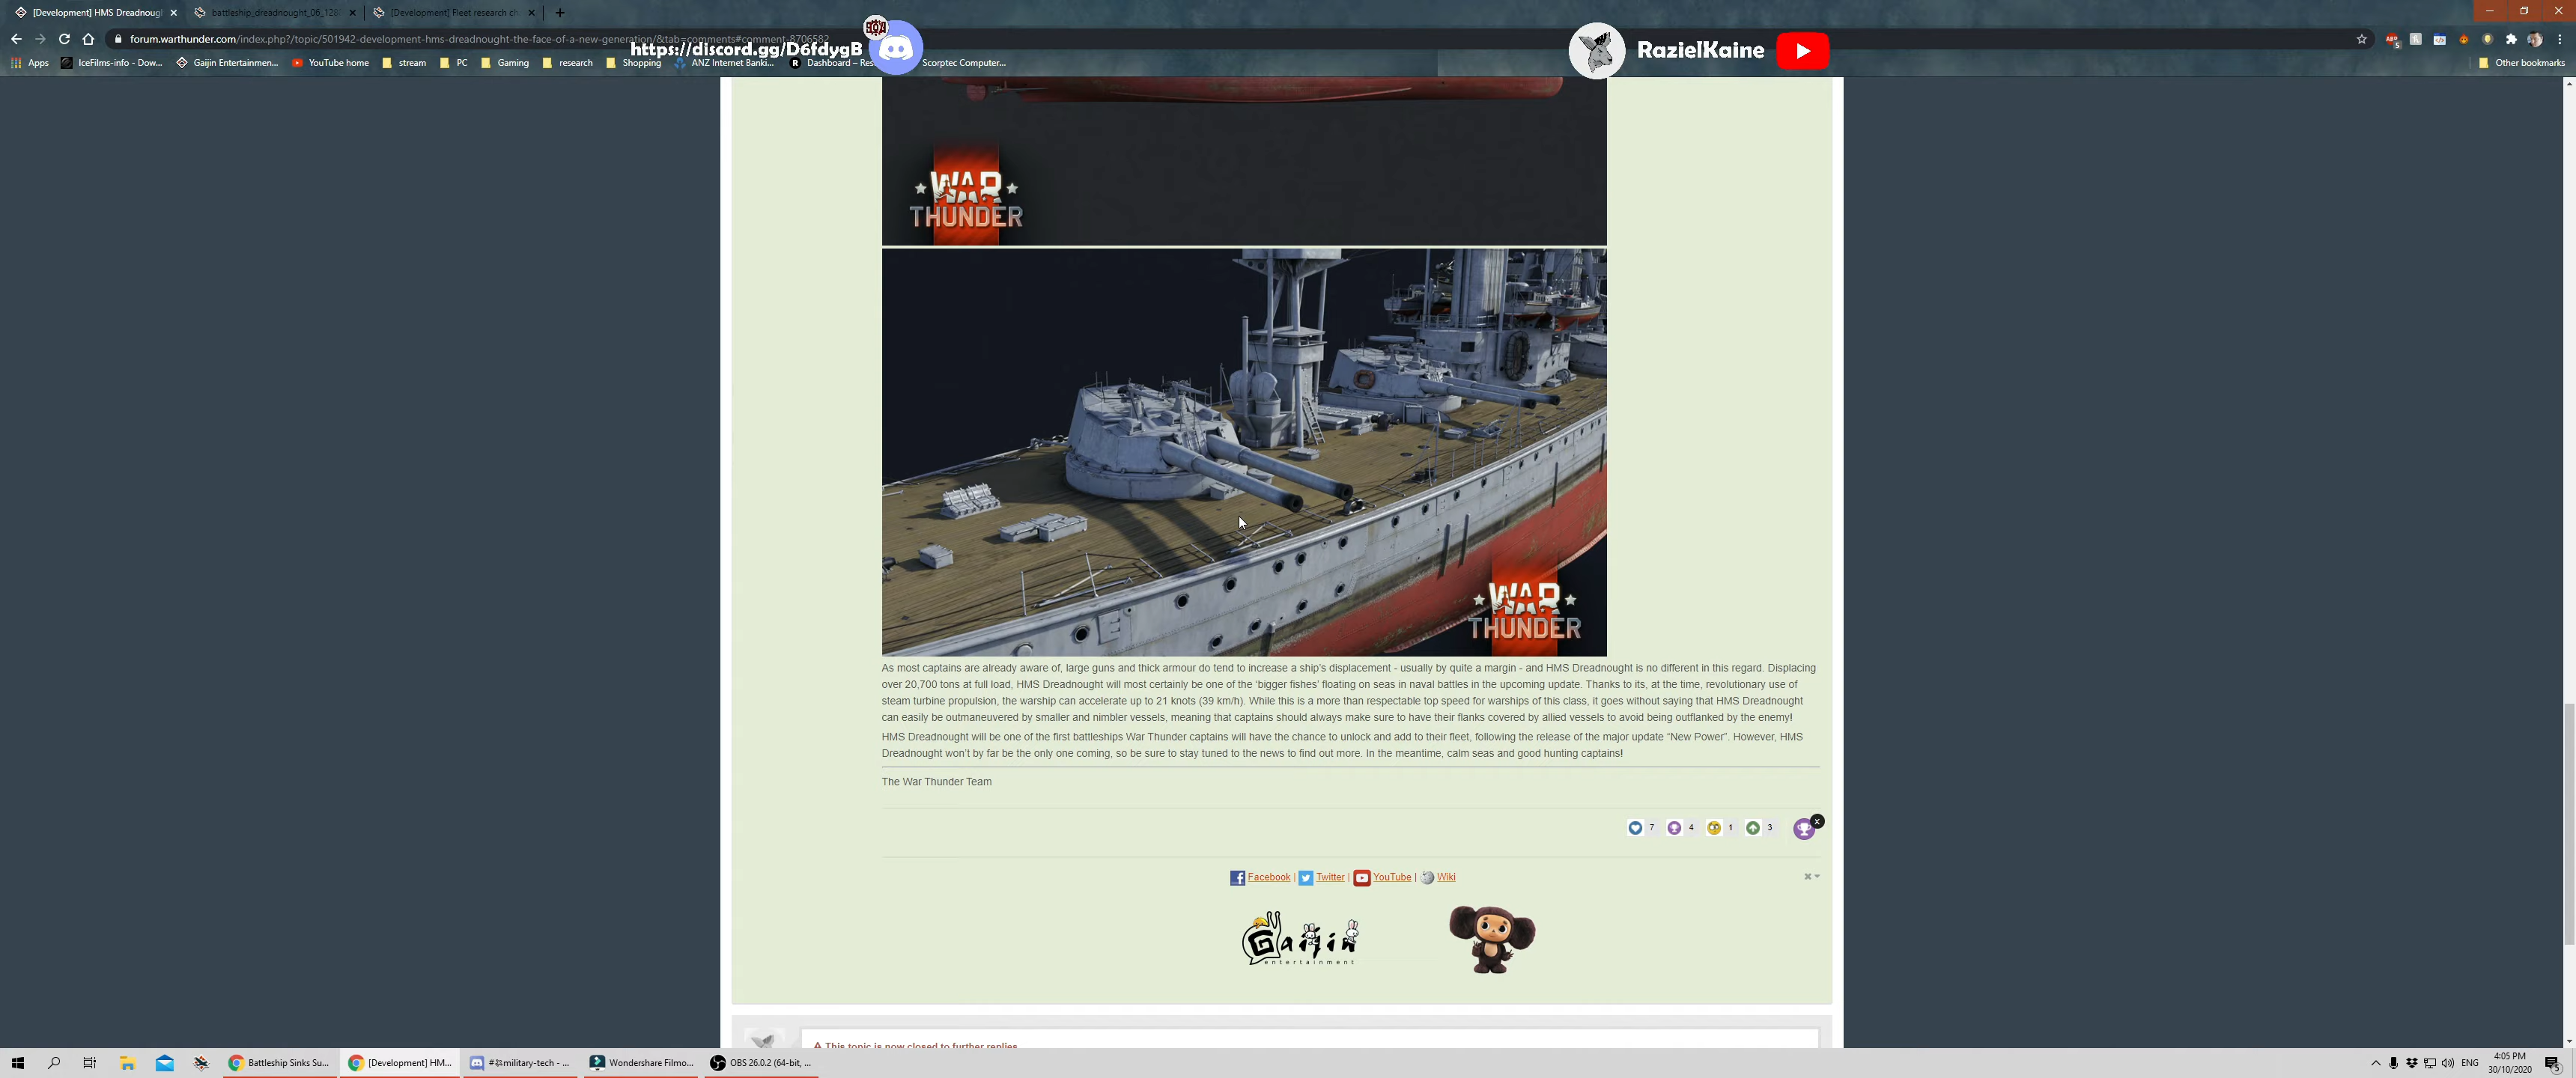 [Development] HMS Dreadnough
battleship_dreadnought_06_128
[Development] Fleet research ch
forum.warthunder.com/index.php?/topic/501942-development-hms-dreadnought-the-face-of-a-new-generation/&tab=comments#comment-8706582
https://discord.gg/D6fdygB
RazielKaine
Apps
IceFilms-info - Dow...
Gaijin Entertainmen...
YouTube home
stream
PC
Gaming
research
Shopping
ANZ Internet Banki...
Dashboard – Res
Scorptec Computer...
Other bookmarks
WAR
THUNDER
WAR
THUNDER
As most captains are already aware of, large guns and thick armour do tend to increase a ship's displacement - usually by quite a margin - and HMS Dreadnought is no different in this regard. Displacing
over 20,700 tons at full load, HMS Dreadnought will most certainly be one of the 'bigger fishes' floating on seas in naval battles in the upcoming update. Thanks to its, at the time, revolutionary use of
steam turbine propulsion, the warship can accelerate up to 21 knots (39 km/h). While this is a more than respectable top speed for warships of this class, it goes without saying that HMS Dreadnought
can easily be outmaneuvered by smaller and nimbler vessels, meaning that captains should always make sure to have their flanks covered by allied vessels to avoid being outflanked by the enemy!
HMS Dreadnought will be one of the first battleships War Thunder captains will have the chance to unlock and add to their fleet, following the release of the major update "New Power". However, HMS
Dreadnought won't by far be the only one coming, so be sure to stay tuned to the news to find out more. In the meantime, calm seas and good hunting captains!
The War Thunder Team
7 4 1 3
Facebook | Twitter | YouTube | Wiki
Gaijin
entertainment
This topic is now closed to further replies.
Battleship Sinks Su...
[Development] HM...
Wondershare Filmo...
OBS 26.0.2 (64-bit, ...
ENG
4:05 PM
30/10/2020